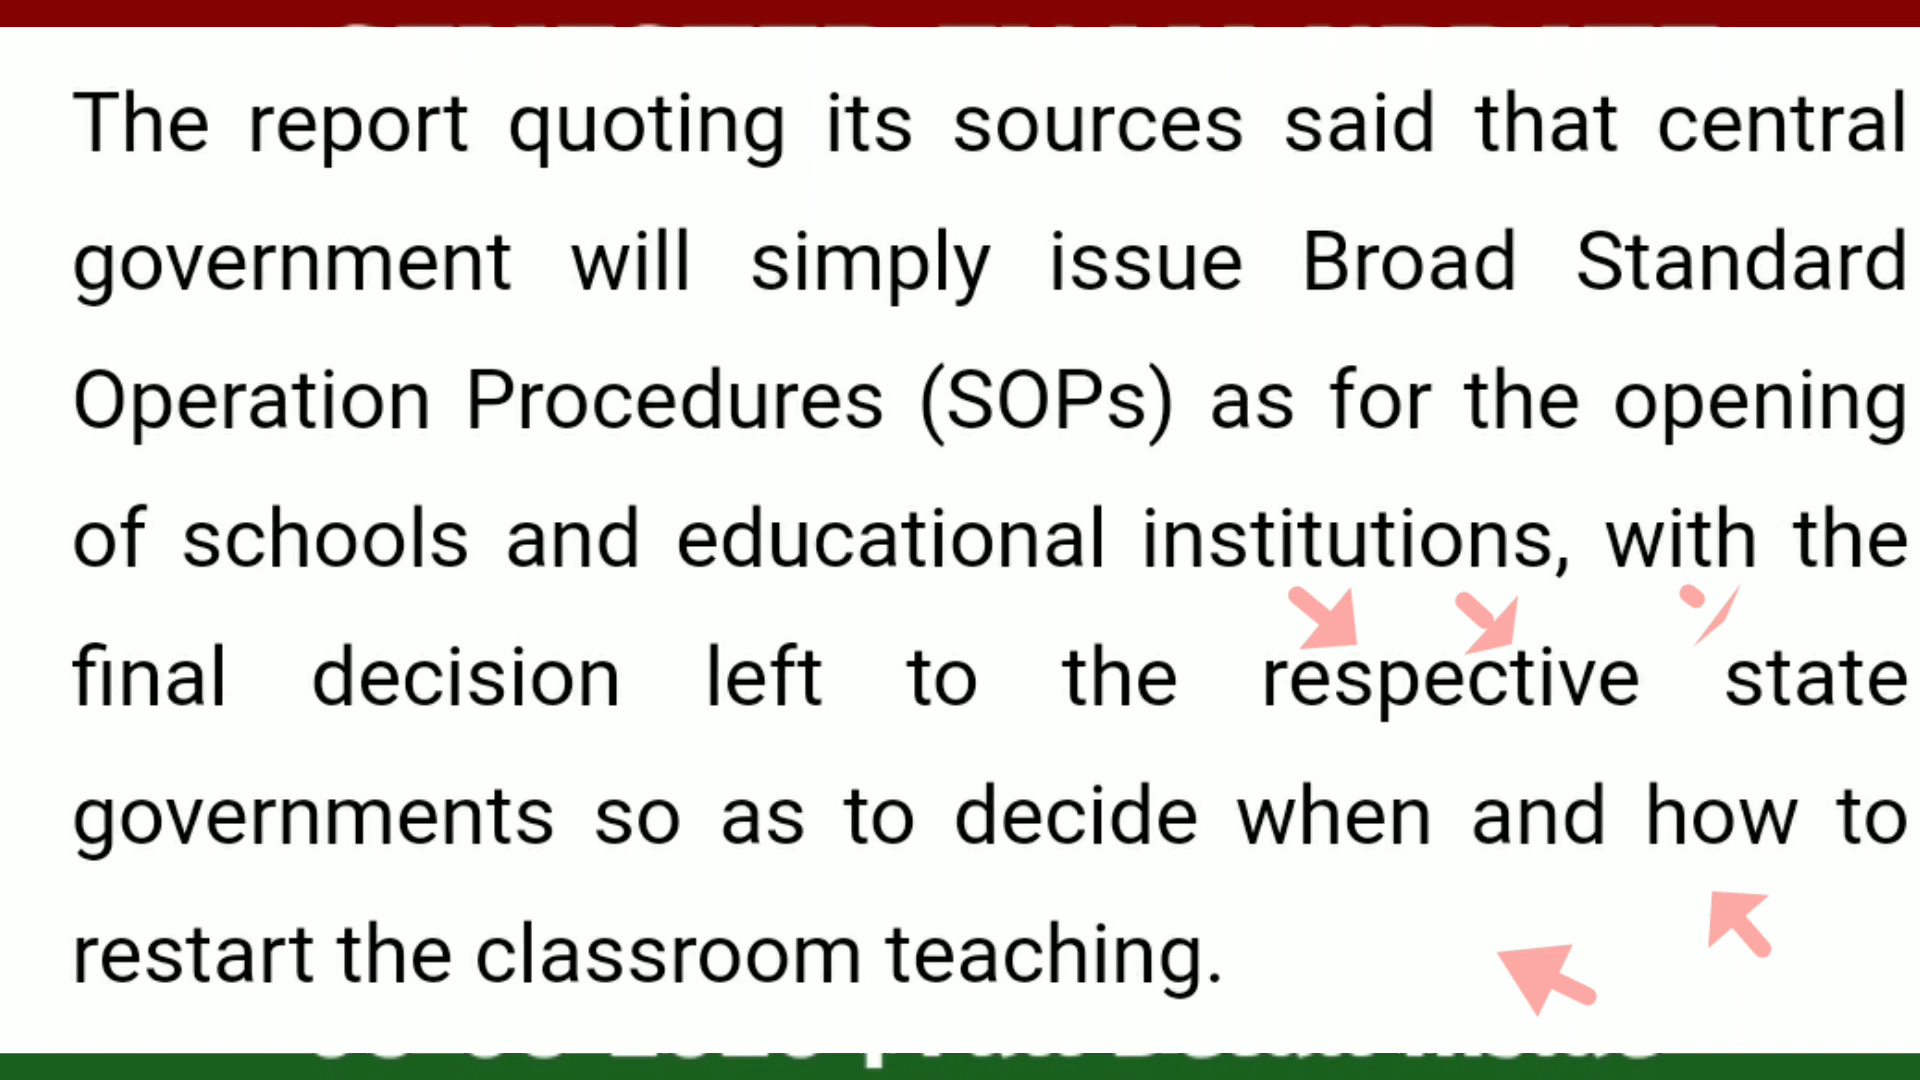 The report quoting its sources said that central
government will simply issue Broad Standard
Operation Procedures (SOPs) as for the opening
of schools and educational institutions, with the
final decision left to the respective state
governments so as to decide when and how to
restart the classroom teaching.